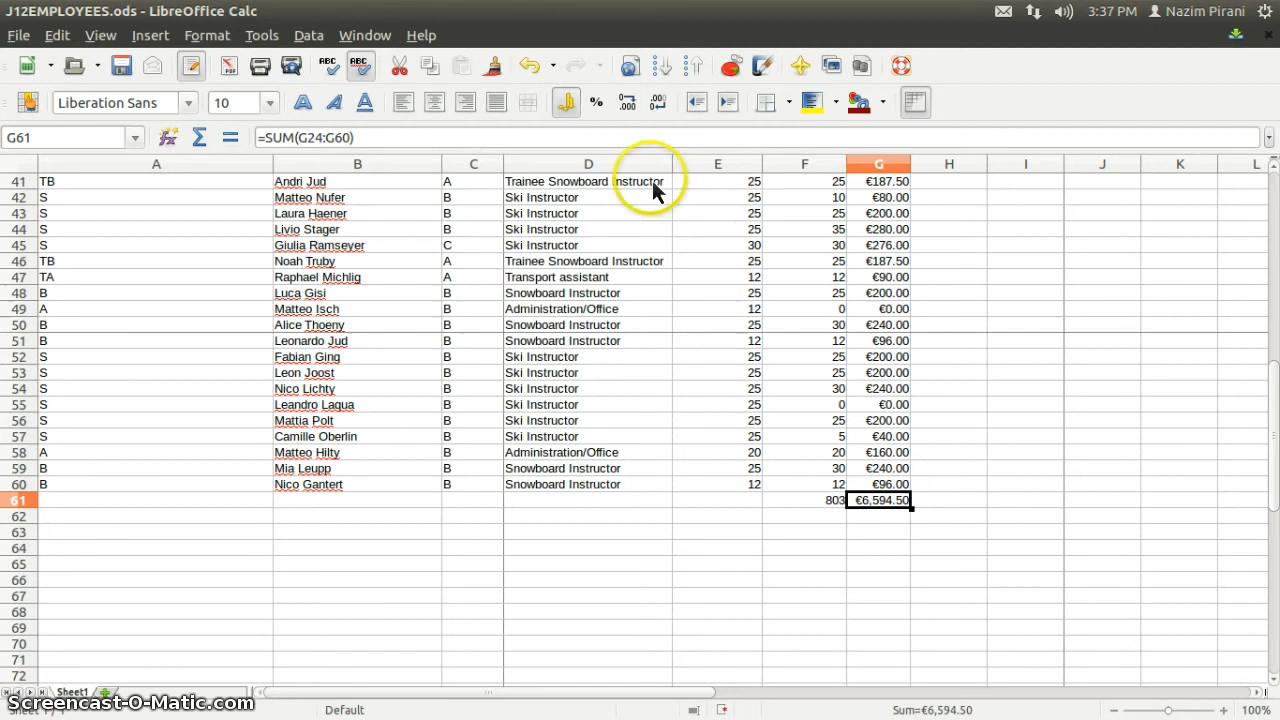 J12EMPLOYEES.ods - LibreOffice Calc 3:37 PM Nazim Pirani
File Edit View Insert Format Tools Data Window Help
ABC ABC
Liberation Sans 10
G61 =SUM(G24:G60)
A B C D E F G H I J K L
41 TB Andri Jud A Trainee Snowboard Instructor 25 25 €187.50
42 S Matteo Nufer B Ski Instructor 25 10 €80.00
43 S Laura Haener B Ski Instructor 25 25 €200.00
44 S Livio Stager B Ski Instructor 25 35 €280.00
45 S Giulia Ramseyer C Ski Instructor 30 30 €276.00
46 TB Noah Truby A Trainee Snowboard Instructor 25 25 €187.50
47 TA Raphael Michlig A Transport assistant 12 12 €90.00
48 B Luca Gisi B Snowboard Instructor 25 25 €200.00
49 A Matteo Isch B Administration/Office 12 0 €0.00
50 B Alice Thoeny B Snowboard Instructor 25 30 €240.00
51 B Leonardo Jud B Snowboard Instructor 12 12 €96.00
52 S Fabian Ging B Ski Instructor 25 25 €200.00
53 S Leon Joost B Ski Instructor 25 25 €200.00
54 S Nico Lichty B Ski Instructor 25 30 €240.00
55 S Leandro Laqua B Ski Instructor 25 0 €0.00
56 S Mattia Polt B Ski Instructor 25 25 €200.00
57 S Camille Oberlin B Ski Instructor 25 5 €40.00
58 A Matteo Hilty B Administration/Office 20 20 €160.00
59 B Mia Leupp B Snowboard Instructor 25 30 €240.00
60 B Nico Gantert B Snowboard Instructor 12 12 €96.00
61 803 €6,594.50
62
63
64
65
66
67
68
69
70
71
72
Sheet1
Screencast-O-Matic.com
Default Sum=€6,594.50 100%